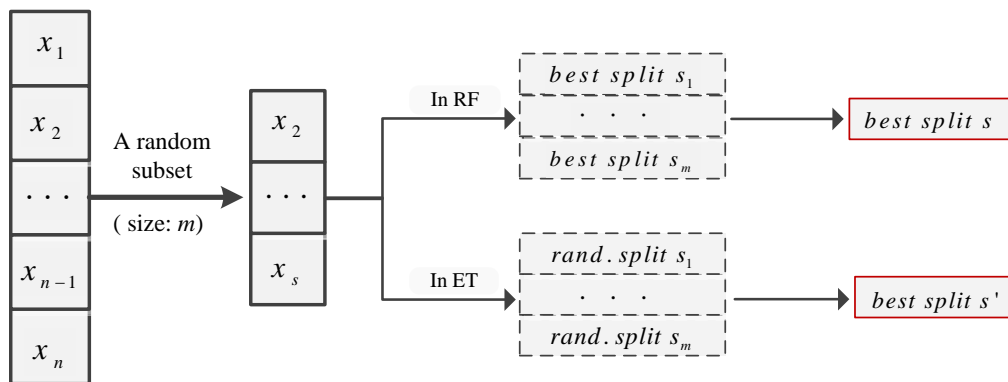 x₁
x₂
· · ·
xₙ₋₁
xₙ
A random
subset
( size: m)
x₂
· · ·
xₛ
In RF
best split s₁
· · ·
best split sₘ
best split s
In ET
rand. split s₁
· · ·
rand. split sₘ
best split s'